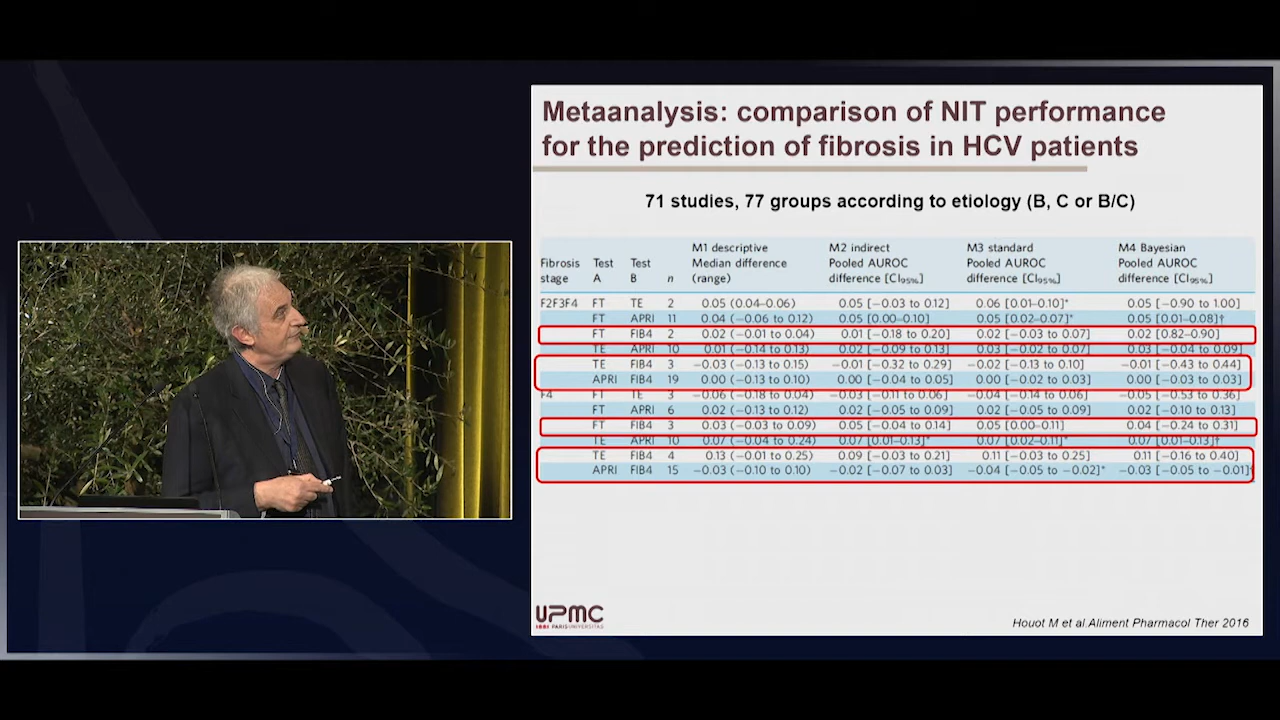 Metaanalysis: comparison of NIT performance
for the prediction of fibrosis in HCV patients
71 studies, 77 groups according to etiology (B, C or B/C)
Fibrosis stage Test A Test B n M1 descriptive Median difference (range) M2 indirect Pooled AUROC difference [CI95%] M3 standard Pooled AUROC difference [CI95%] M4 Bayesian Pooled AUROC difference [CI95%]
F2F3F4 FT TE 2 0.05 (0.04–0.06) 0.05 [−0.03 to 0.12] 0.06 [0.01–0.10]* 0.05 [−0.90 to 1.00]
FT APRI 11 0.04 (−0.06 to 0.12) 0.05 [0.00–0.10] 0.05 [0.02–0.07]* 0.05 [0.01–0.08]†
FT FIB4 2 0.02 (−0.01 to 0.04) 0.01 [−0.18 to 0.20] 0.02 [−0.03 to 0.07] 0.02 [0.82–0.90]
TE APRI 10 0.01 (−0.14 to 0.13) 0.02 [−0.09 to 0.13] 0.03 [−0.02 to 0.07] 0.03 [−0.04 to 0.09]
TE FIB4 3 −0.03 (−0.13 to 0.15) −0.01 [−0.32 to 0.29] −0.02 [−0.13 to 0.10] −0.01 [−0.43 to 0.44]
APRI FIB4 19 0.00 (−0.13 to 0.10) 0.00 [−0.04 to 0.05] 0.00 [−0.02 to 0.03] 0.00 [−0.03 to 0.03]
F4 FT TE 3 −0.06 (−0.18 to 0.04) −0.03 [−0.11 to 0.06] −0.04 [−0.14 to 0.06] −0.05 [−0.53 to 0.36]
FT APRI 6 0.02 (−0.13 to 0.12) 0.02 [−0.05 to 0.09] 0.02 [−0.05 to 0.09] 0.02 [−0.10 to 0.13]
FT FIB4 3 0.03 (−0.03 to 0.09) 0.05 [−0.04 to 0.14] 0.05 [0.00–0.11] 0.04 [−0.24 to 0.31]
TE APRI 10 0.07 (−0.04 to 0.24) 0.07 [0.01–0.13]* 0.07 [0.02–0.11]* 0.07 [0.01–0.13]†
TE FIB4 4 0.13 (−0.01 to 0.25) 0.09 [−0.03 to 0.21] 0.11 [−0.03 to 0.25] 0.11 [−0.16 to 0.40]
APRI FIB4 15 −0.03 (−0.10 to 0.10) −0.02 [−0.07 to 0.03] −0.04 [−0.05 to −0.02]* −0.03 [−0.05 to −0.01]
UPMC
PARISUNIVERSITAS
Houot M et al.Aliment Pharmacol Ther 2016